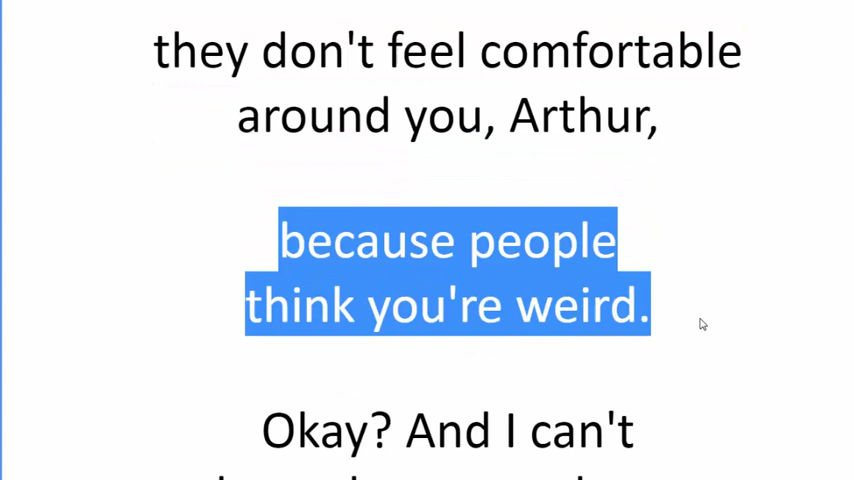 they don't feel comfortable
around you, Arthur,
because people
think you're weird.
Okay? And I can't